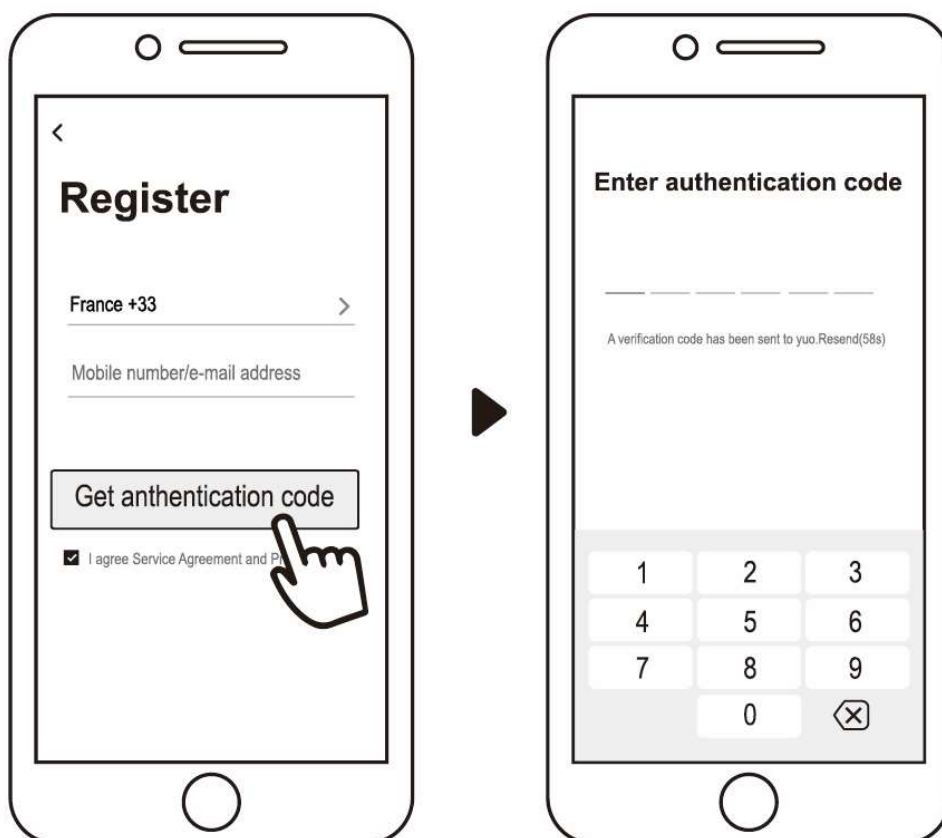 Register
France +33
Mobile number/e-mail address
Get anthentication code
I agree Service Agreement and
Enter authentication code
A verification code has been sent to yuo.Resend(58s)
1 2 3
4 5 6
7 8 9
0